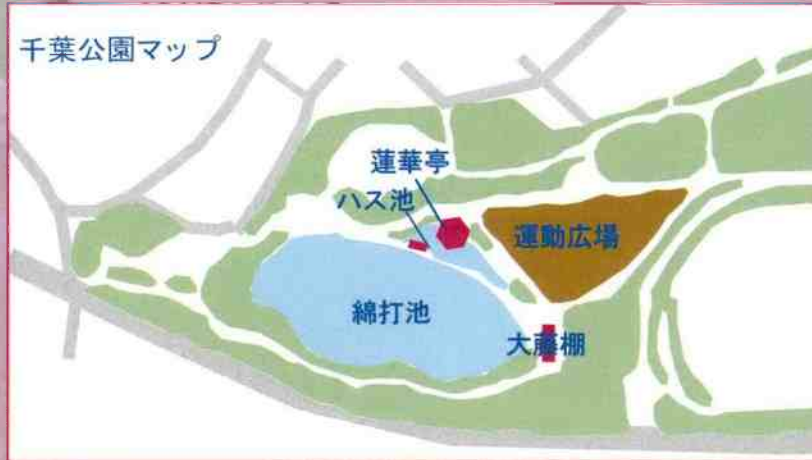 千葉公園マップ
蓮華亭
ハス池
運動広場
綿打池
大藤棚